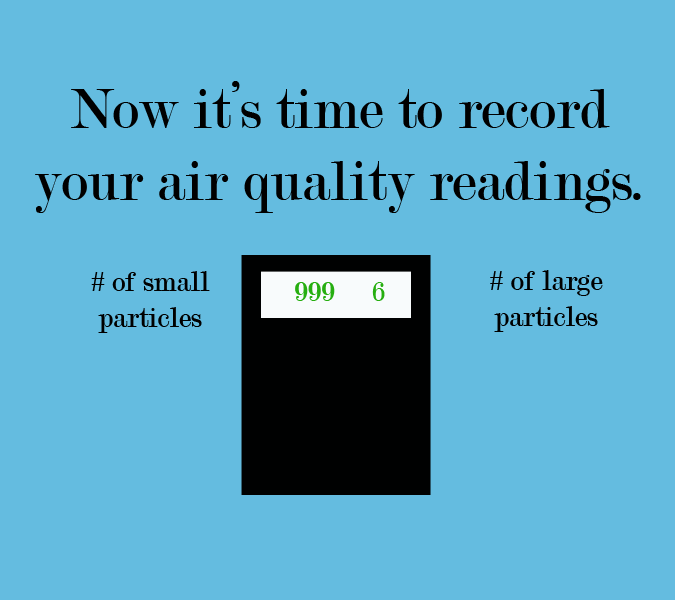 Now it's time to record
your air quality readings.
# of small
particles
999 6
# of large
particles